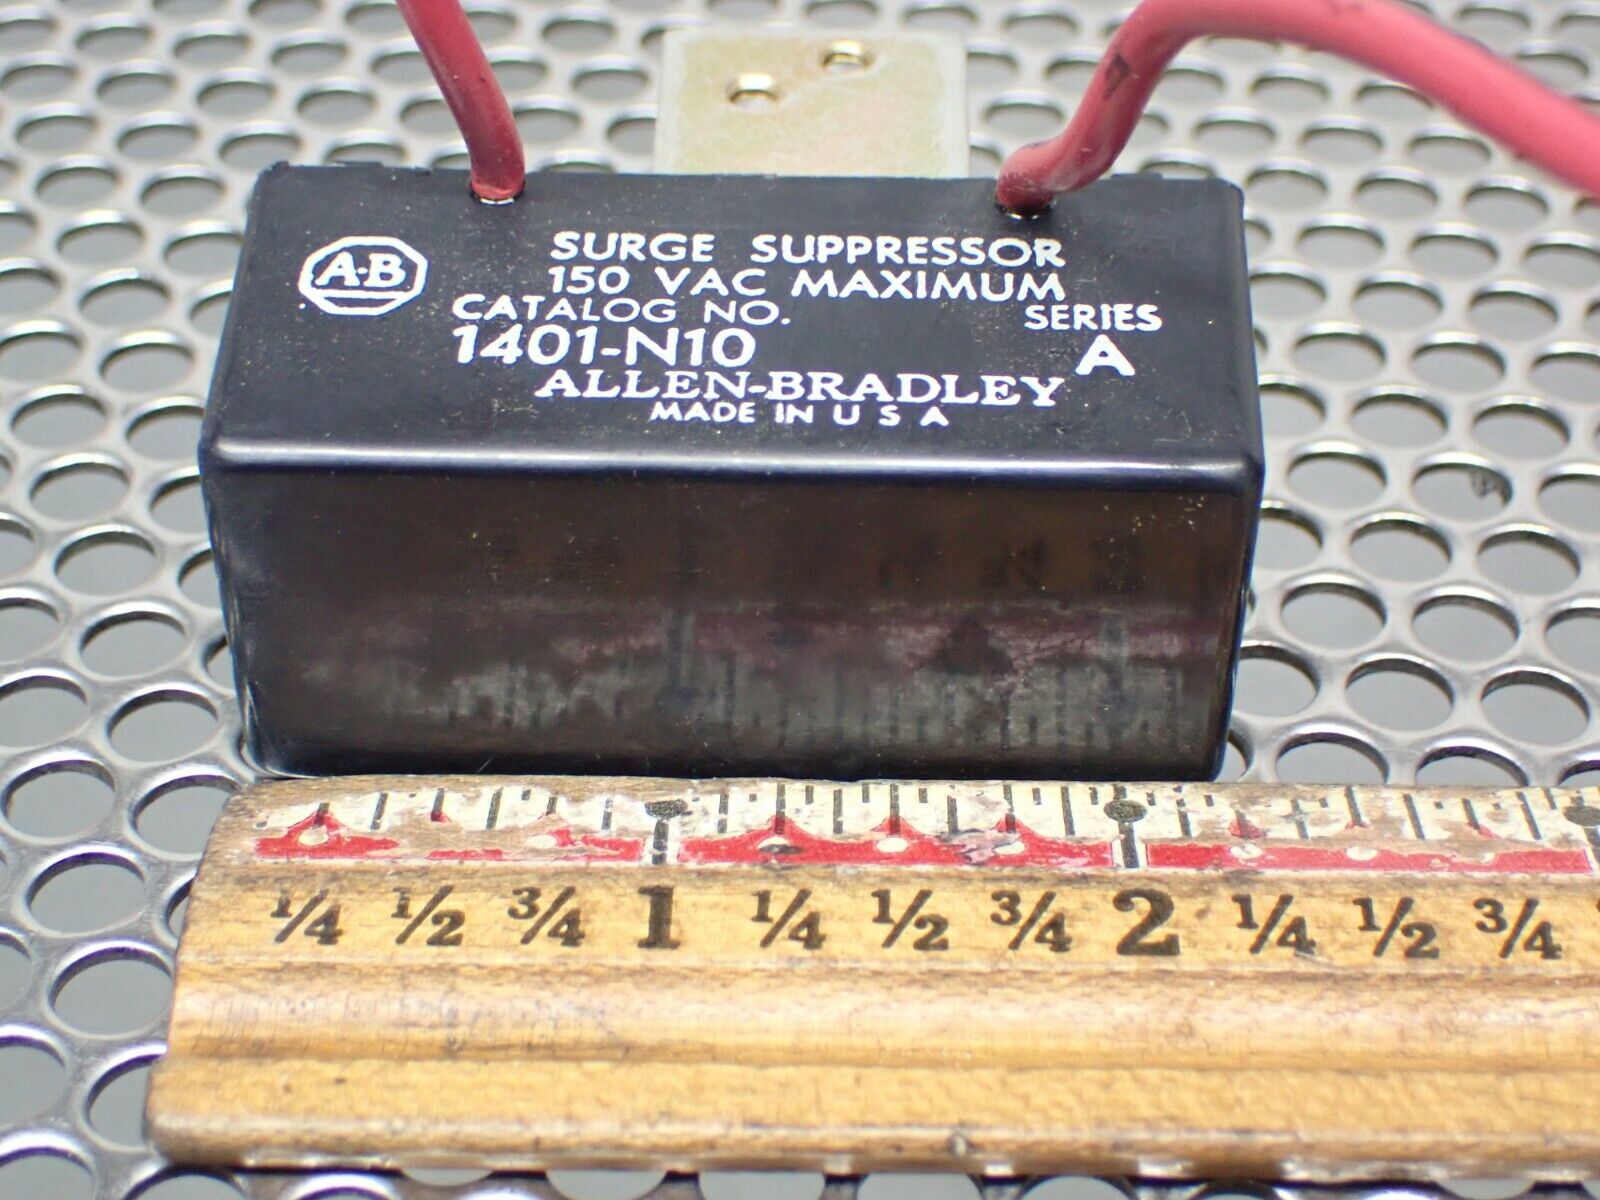 A·B
SURGE SUPPRESSOR
150 VAC MAXIMUM
CATALOG NO. SERIES
1401-N10 A
ALLEN-BRADLEY
MADE IN U S A
1/4 1/2 3/4 1 1/4 1/2 3/4 2 1/4 1/2 3/4